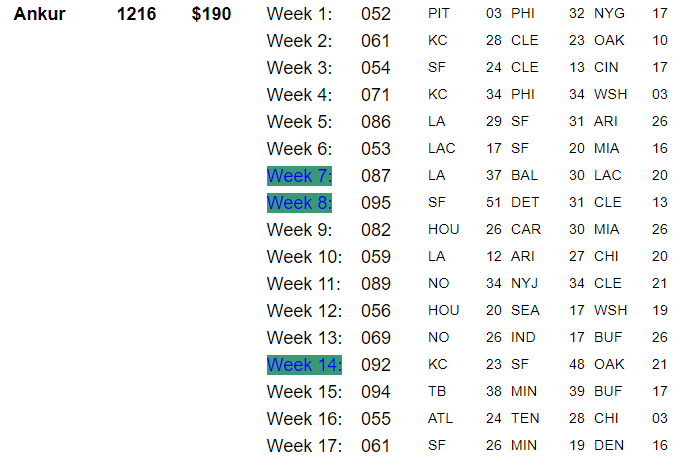 Ankur 1216 $190 Week 1: 052 PIT 03 PHI 32 NYG 17
Week 2: 061 KC 28 CLE 23 OAK 10
Week 3: 054 SF 24 CLE 13 CIN 17
Week 4: 071 KC 34 PHI 34 WSH 03
Week 5: 086 LA 29 SF 31 ARI 26
Week 6: 053 LAC 17 SF 20 MIA 16
Week 7: 087 LA 37 BAL 30 LAC 20
Week 8: 095 SF 51 DET 31 CLE 13
Week 9: 082 HOU 26 CAR 30 MIA 26
Week 10: 059 LA 12 ARI 27 CHI 20
Week 11: 089 NO 34 NYJ 34 CLE 21
Week 12: 056 HOU 20 SEA 17 WSH 19
Week 13: 069 NO 26 IND 17 BUF 26
Week 14: 092 KC 23 SF 48 OAK 21
Week 15: 094 TB 38 MIN 39 BUF 17
Week 16: 055 ATL 24 TEN 28 CHI 03
Week 17: 061 SF 26 MIN 19 DEN 16